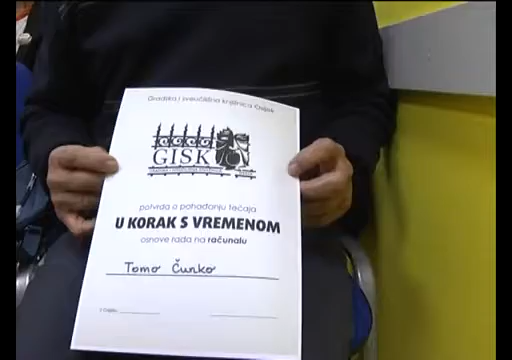 Gradska i sveučilišna knjižnica Osijek
GISK
potvrda o pohađanju tečaja
U KORAK S VREMENOM
osnove rada na računalu
Tomo Čunko